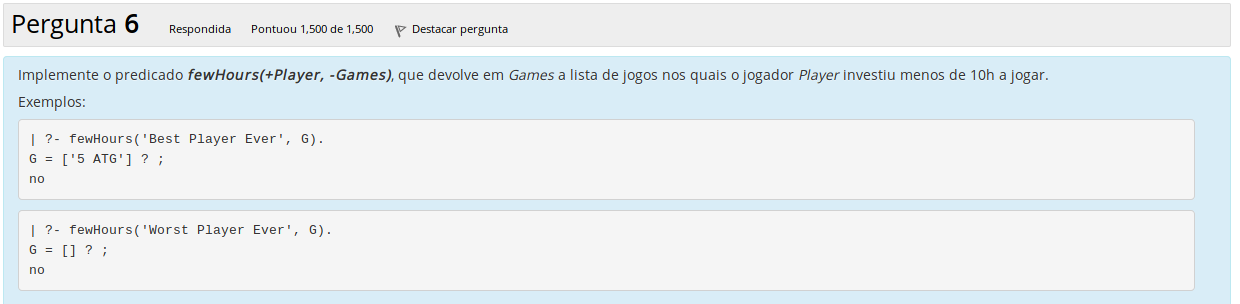 Pergunta 6 Respondida Pontuou 1,500 de 1,500 Destacar pergunta
Implemente o predicado fewHours(+Player, -Games), que devolve em Games a lista de jogos nos quais o jogador Player investiu menos de 10h a jogar.
Exemplos:
| ?- fewHours('Best Player Ever', G).
G = ['5 ATG'] ? ;
no
| ?- fewHours('Worst Player Ever', G).
G = [] ? ;
no